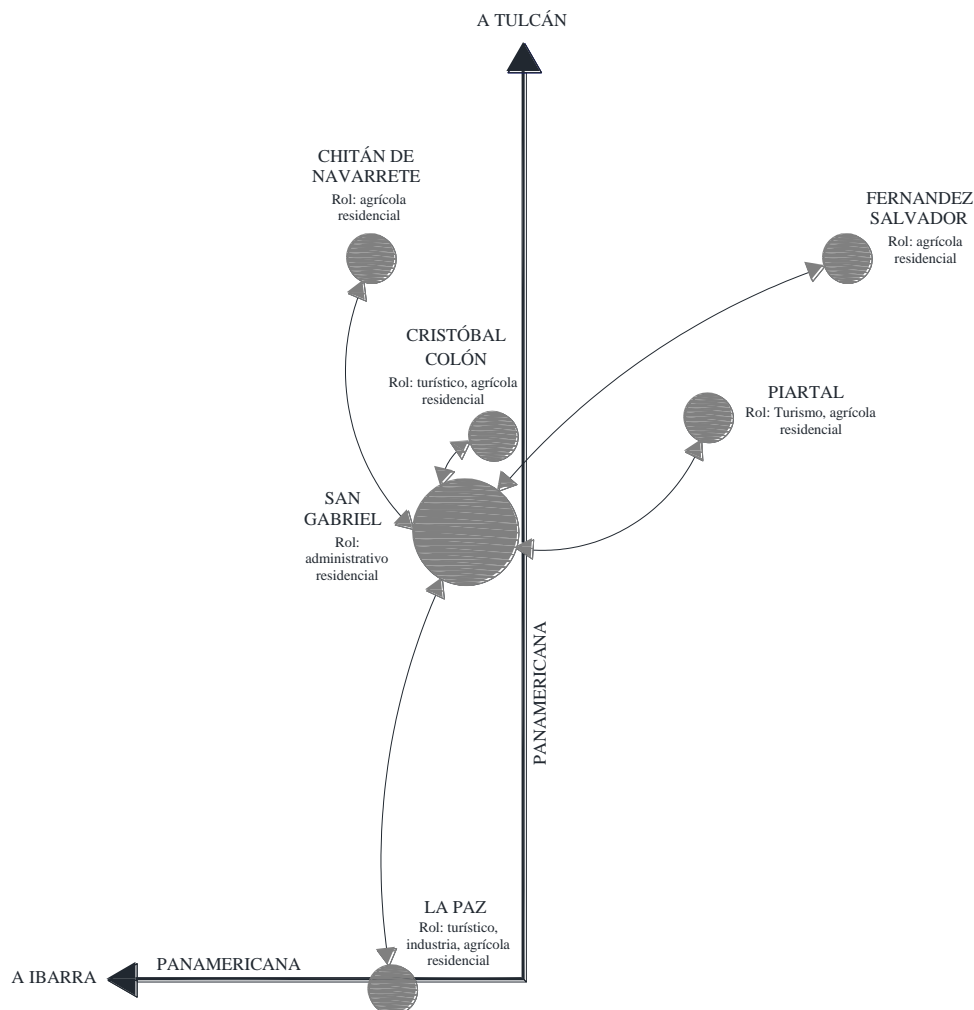 A TULCÁN
CHITÁN DE
NAVARRETE
Rol: agrícola
residencial
FERNANDEZ
SALVADOR
Rol: agrícola
residencial
CRISTÓBAL
COLÓN
Rol: turístico, agrícola
residencial
PIARTAL
Rol: Turismo, agrícola
residencial
SAN
GABRIEL
Rol:
administrativo
residencial
PANAMERICANA
LA PAZ
Rol: turístico,
industria, agrícola
residencial
PANAMERICANA
A IBARRA